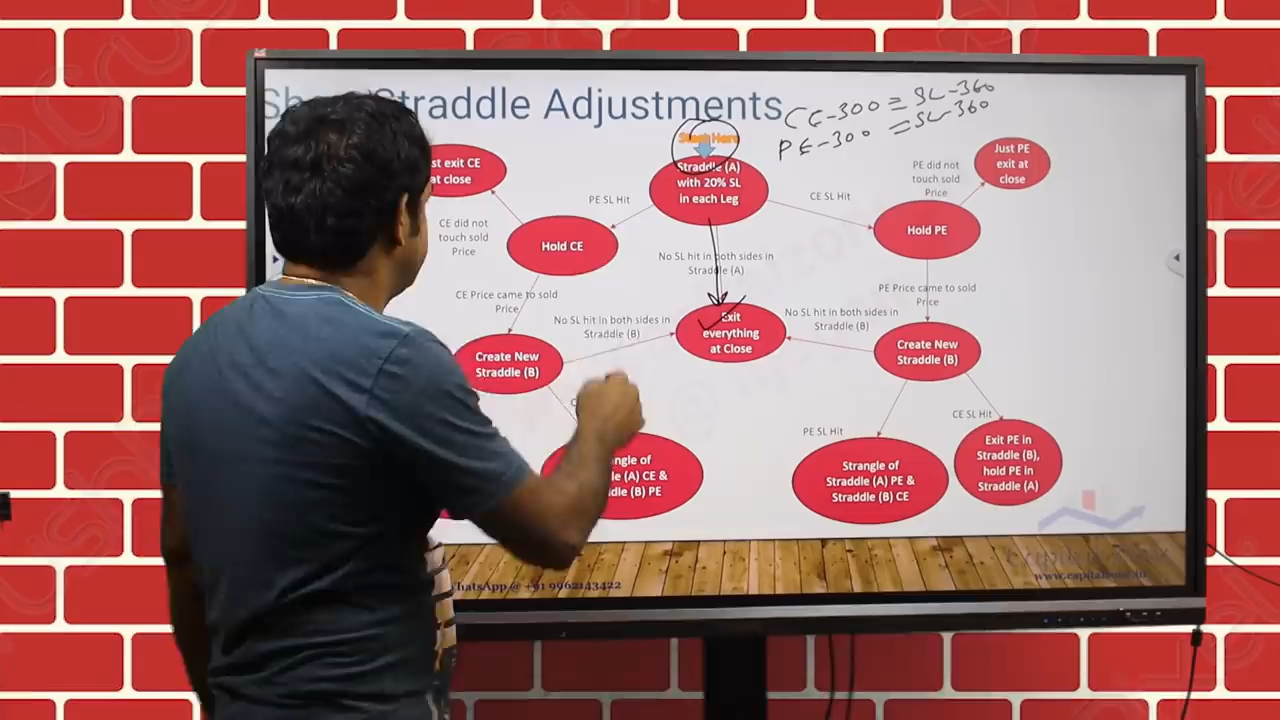 Straddle Adjustments
CE-300 = SL-360
PE-300 = SL-360
Start Here
Straddle (A)
with 20% SL
in each Leg
exit CE
at close
Just PE
exit at
close
PE did not
touch sold
Price
PE SL Hit
CE SL Hit
CE did not
touch sold
Price
Hold CE
Hold PE
No SL hit in both sides in
Straddle (A)
CE Price came to sold
Price
PE Price came to sold
Price
No SL hit in both sides in
Straddle (B)
No SL hit in both sides in
Straddle (B)
Exit
everything
at Close
Create New
Straddle (B)
Create New
Straddle (B)
PE SL Hit
CE SL Hit
of
(A) CE &
(B) PE
Strangle of
Straddle (A) PE &
Straddle (B) CE
Exit PE in
Straddle (B),
hold PE in
Straddle (A)
@ +91 9962143422